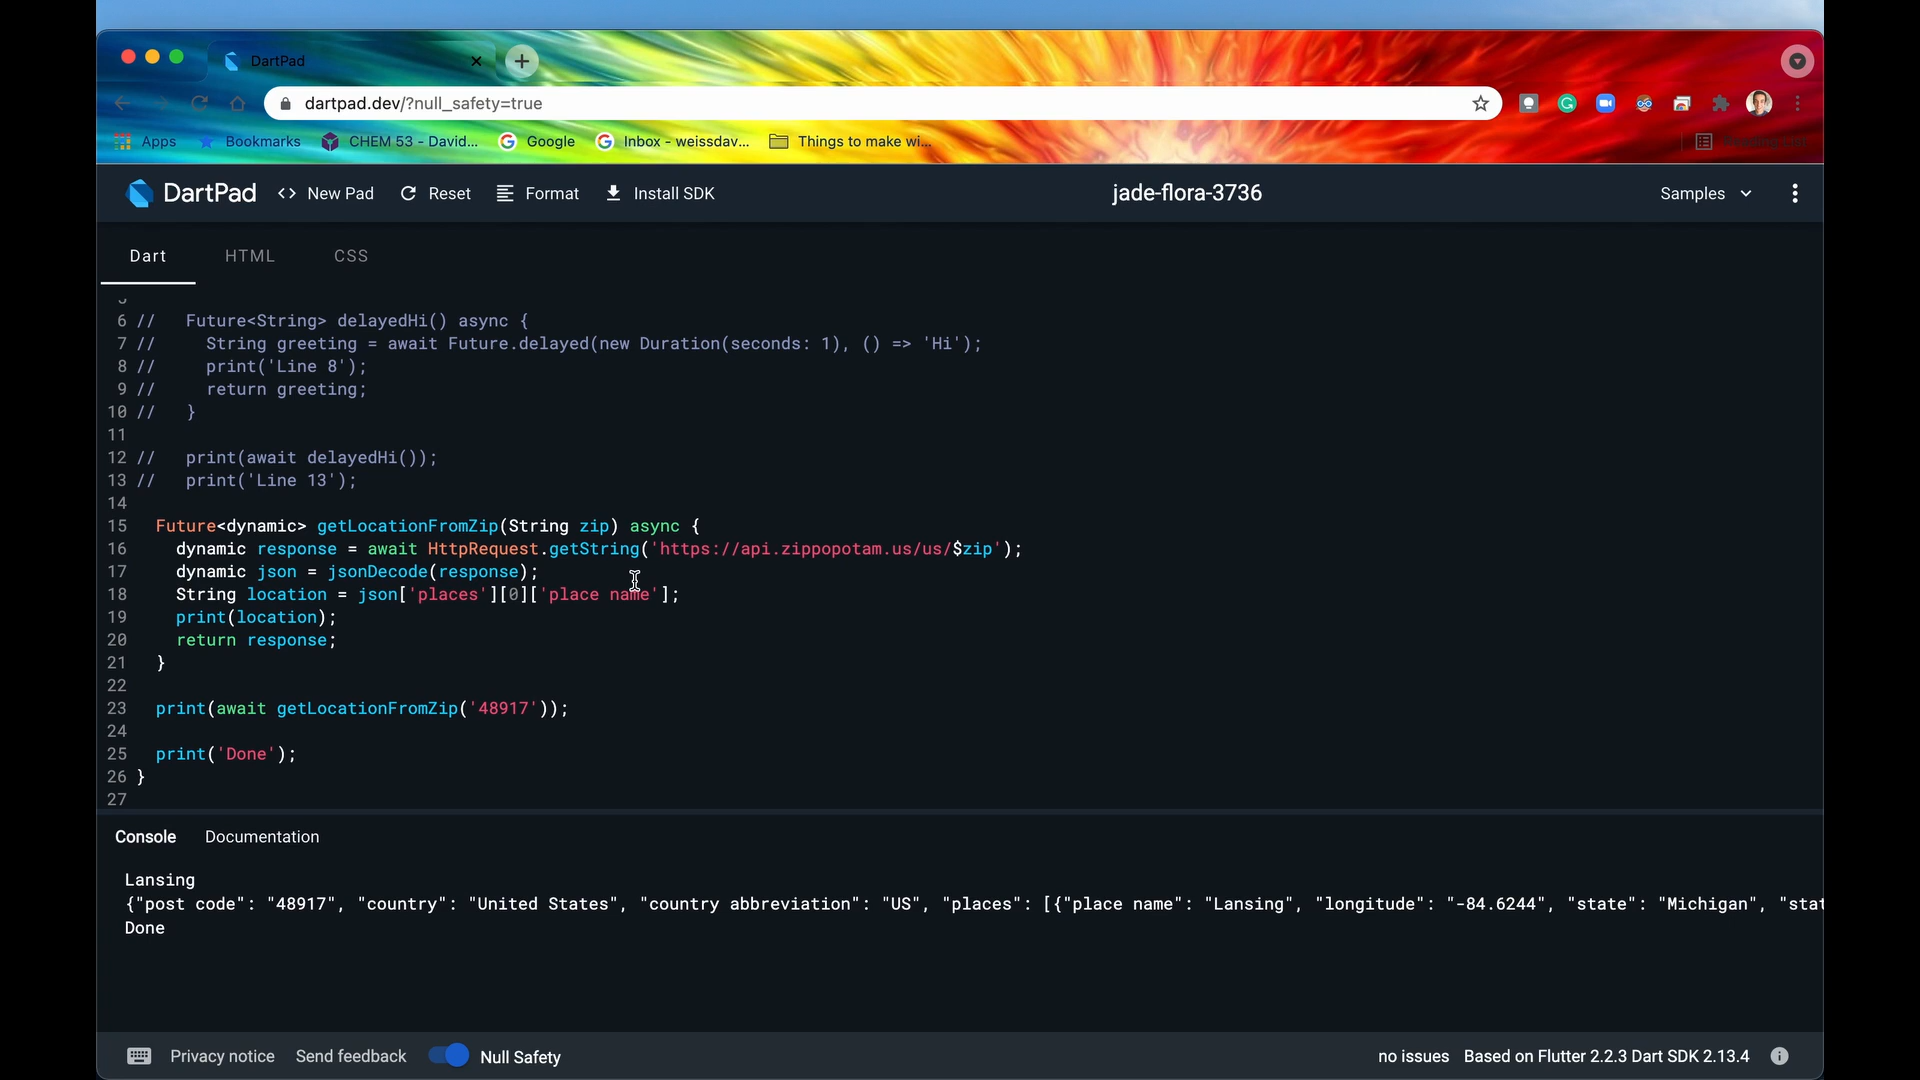 DartPad
dartpad.dev/?null_safety=true
Apps Bookmarks CHEM 53 - David... Google Inbox - weissdav... Things to make wi... Reading List
DartPad <> New Pad Reset Format Install SDK jade-flora-3736 Samples
Dart HTML CSS
5
6 //   Future<String> delayedHi() async {
7 //     String greeting = await Future.delayed(new Duration(seconds: 1), () => 'Hi');
8 //     print('Line 8');
9 //     return greeting;
10 //   }
11
12 //   print(await delayedHi());
13 //   print('Line 13');
14
15   Future<dynamic> getLocationFromZip(String zip) async {
16     dynamic response = await HttpRequest.getString('https://api.zippopotam.us/us/$zip');
17     dynamic json = jsonDecode(response);
18     String location = json['places'][0]['place name'];
19     print(location);
20     return response;
21   }
22
23   print(await getLocationFromZip('48917'));
24
25   print('Done');
26 }
27
Console Documentation
Lansing
{"post code": "48917", "country": "United States", "country abbreviation": "US", "places": [{"place name": "Lansing", "longitude": "-84.6244", "state": "Michigan", "stat
Done
Privacy notice Send feedback Null Safety no issues Based on Flutter 2.2.3 Dart SDK 2.13.4